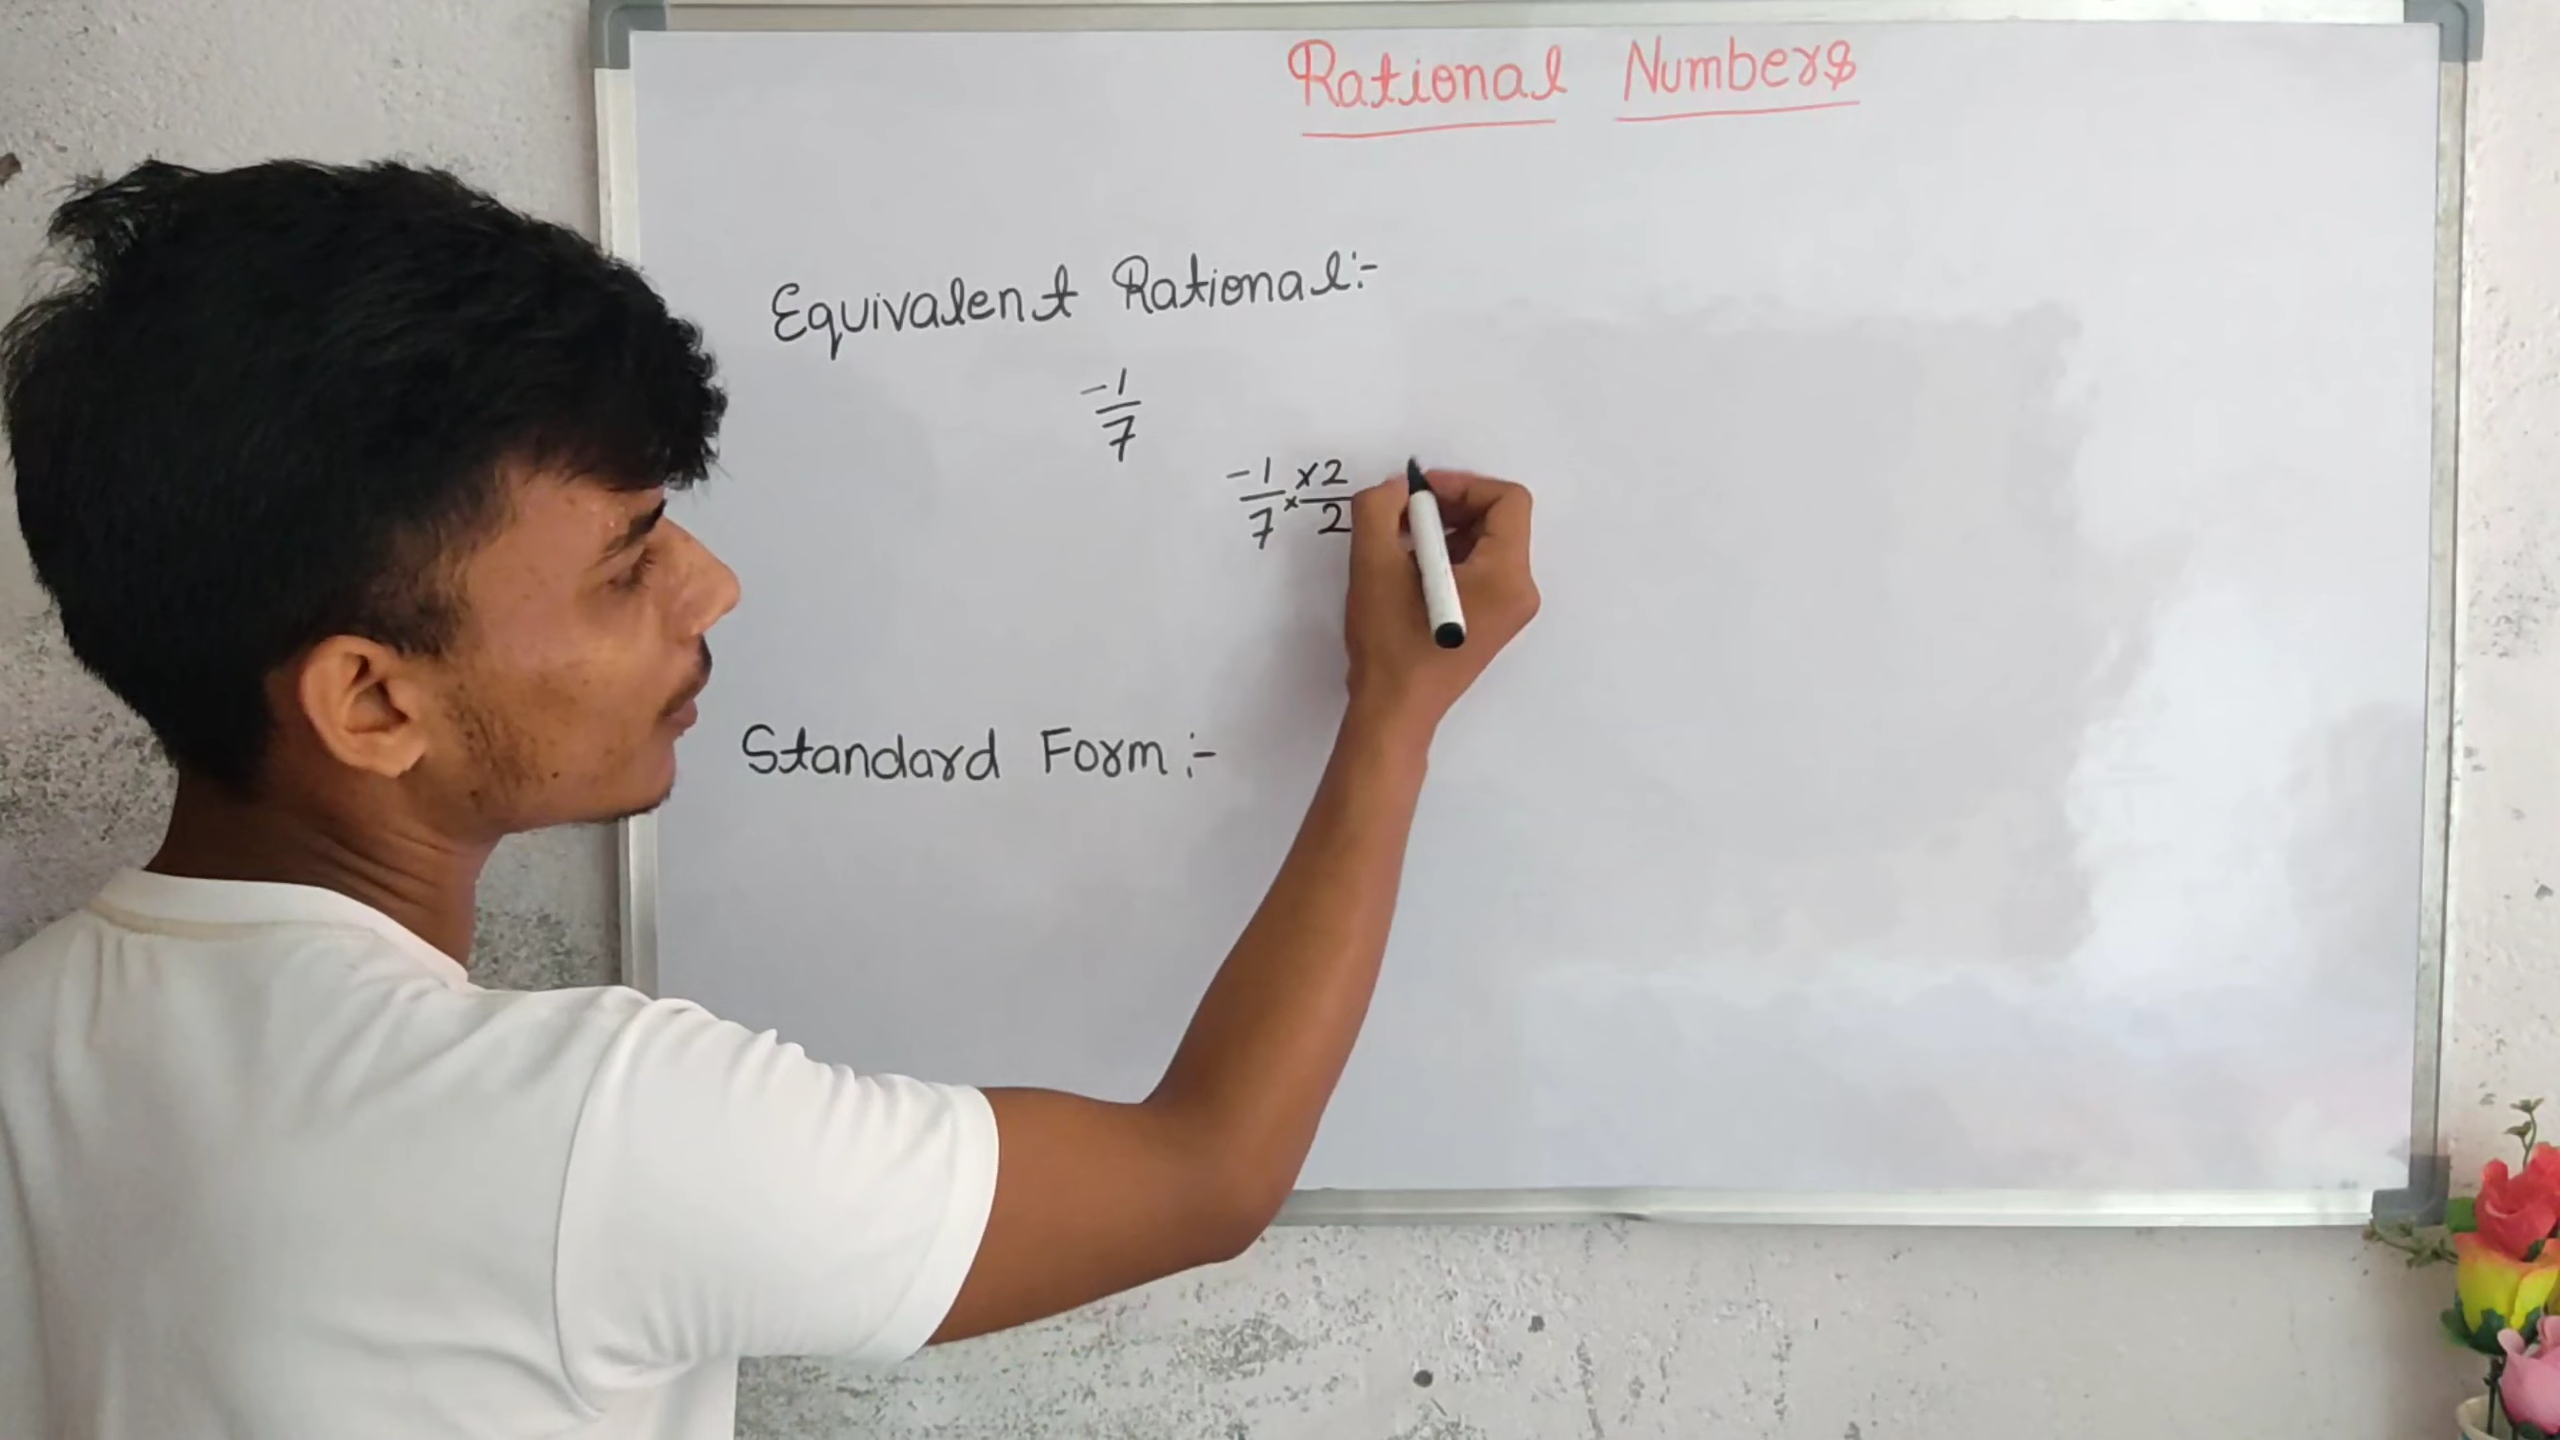 Rational Numbers
Equivalent Rational:-
-1/7
-1/7 × ×2/2
Standard Form :-